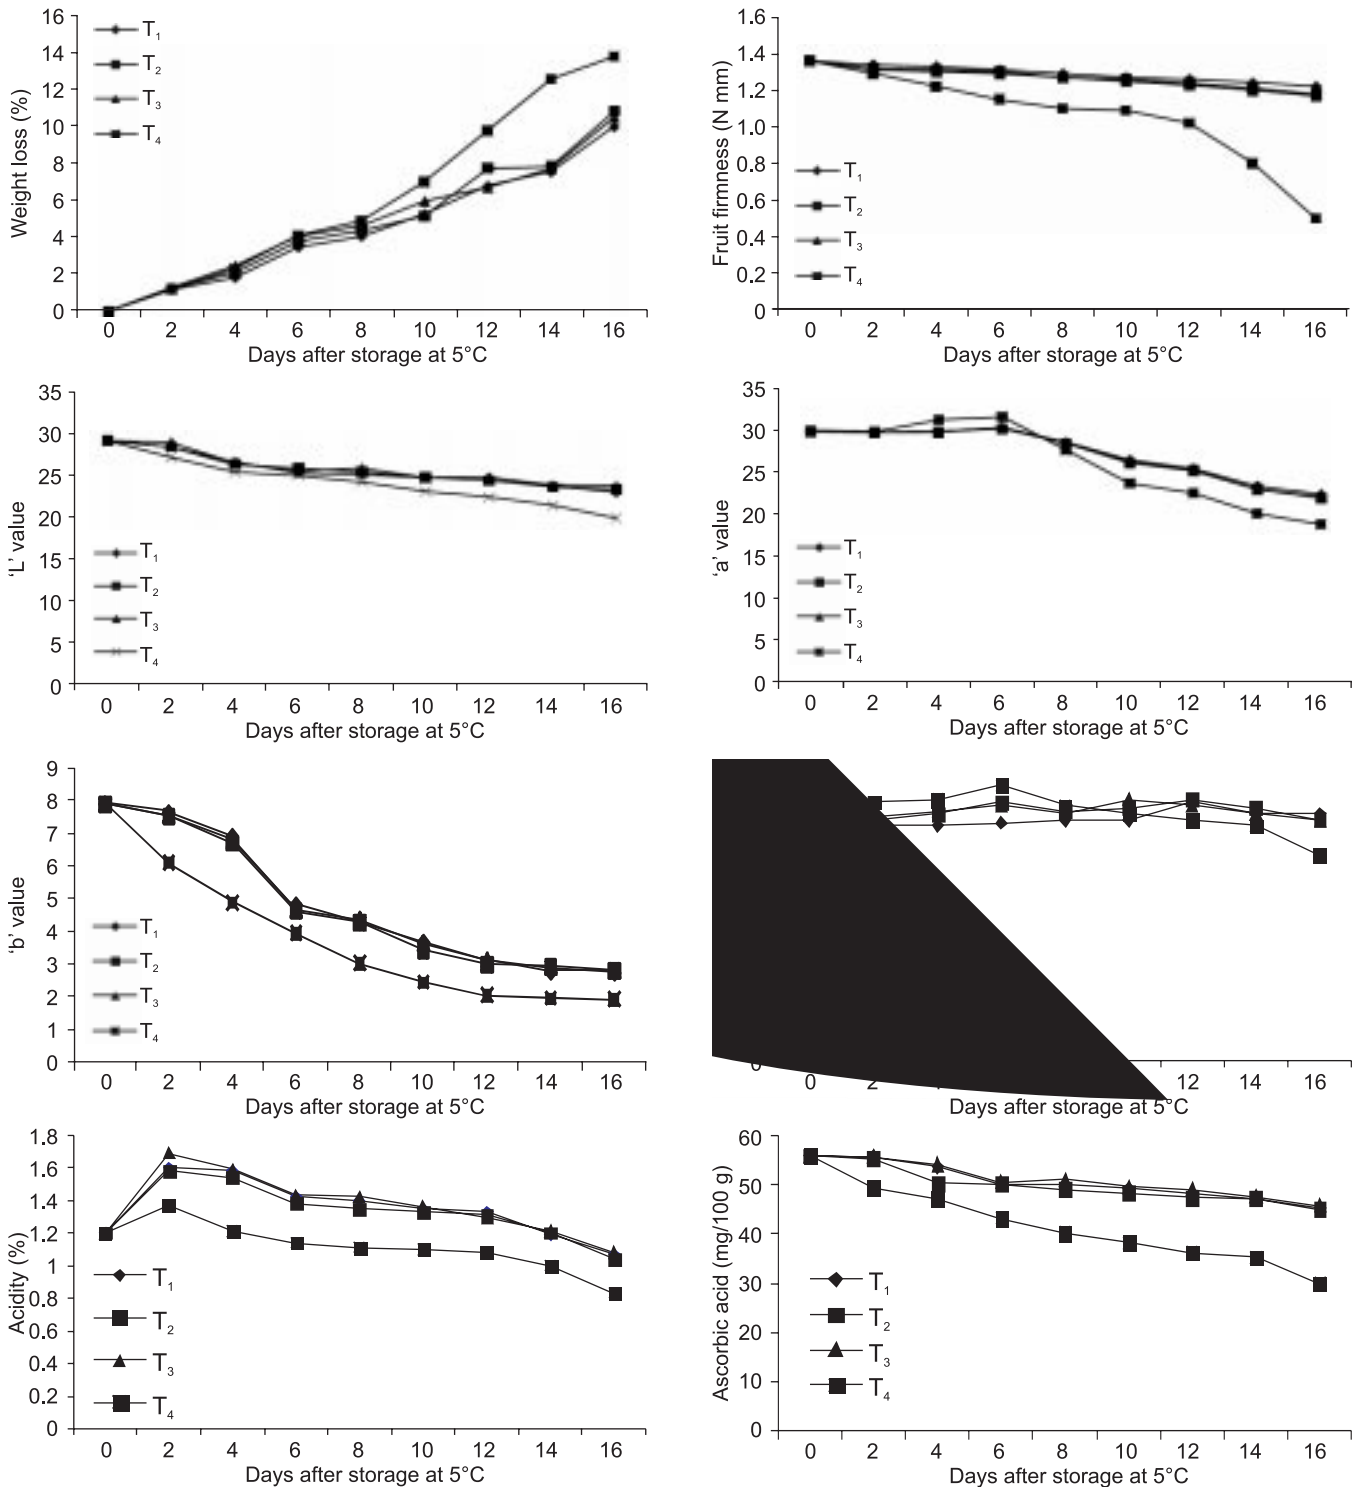 16
14
12
10
8
6
4
2
0
Weight loss (%)
T1
T2
T3
T4
0 2 4 6 8 10 12 14 16
Days after storage at 5°C
1.6
1.4
1.2
1.0
0.8
0.6
0.4
0.2
0
Fruit firmness (N mm)
T1
T2
T3
T4
0 2 4 6 8 10 12 14 16
Days after storage at 5°C
35
30
25
20
15
10
5
0
'L' value
T1
T2
T3
T4
0 2 4 6 8 10 12 14 16
Days after storage at 5°C
35
30
25
20
15
10
5
0
'a' value
T1
T2
T3
T4
0 2 4 6 8 10 12 14 16
Days after storage at 5°C
9
8
7
6
5
4
3
2
1
0
'b' value
T1
T2
T3
T4
0 2 4 6 8 10 12 14 16
Days after storage at 5°C
0 2 4 6 8 10 12 14 16
Days after storage at 5°C
1.8
1.6
1.4
1.2
1
0.8
0.6
0.4
0.2
0
Acidity (%)
T1
T2
T3
T4
0 2 4 6 8 10 12 14 16
Days after storage at 5°C
60
50
40
30
20
10
0
Ascorbic acid (mg/100 g)
T1
T2
T3
T4
0 2 4 6 8 10 12 14 16
Days after storage at 5°C